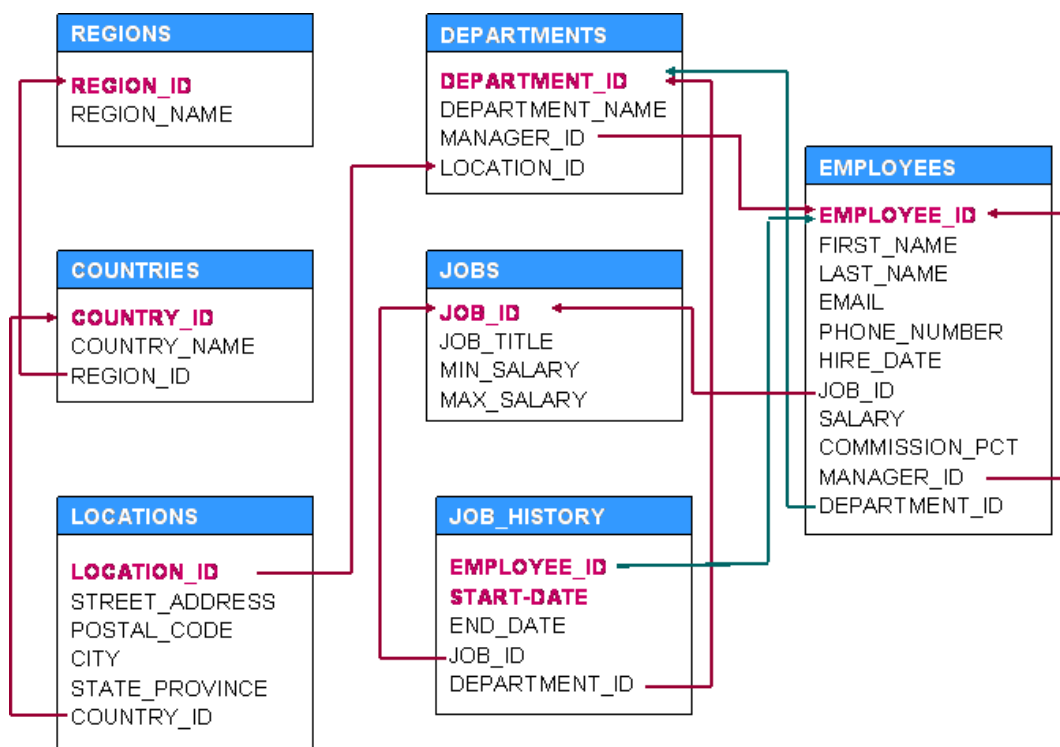 REGIONS
REGION_ID
REGION_NAME
DEPARTMENTS
DEPARTMENT_ID
DEPARTMENT_NAME
MANAGER_ID
LOCATION_ID
EMPLOYEES
EMPLOYEE_ID
FIRST_NAME
LAST_NAME
EMAIL
PHONE_NUMBER
HIRE_DATE
JOB_ID
SALARY
COMMISSION_PCT
MANAGER_ID
DEPARTMENT_ID
COUNTRIES
COUNTRY_ID
COUNTRY_NAME
REGION_ID
JOBS
JOB_ID
JOB_TITLE
MIN_SALARY
MAX_SALARY
LOCATIONS
LOCATION_ID
STREET_ADDRESS
POSTAL_CODE
CITY
STATE_PROVINCE
COUNTRY_ID
JOB_HISTORY
EMPLOYEE_ID
START-DATE
END_DATE
JOB_ID
DEPARTMENT_ID